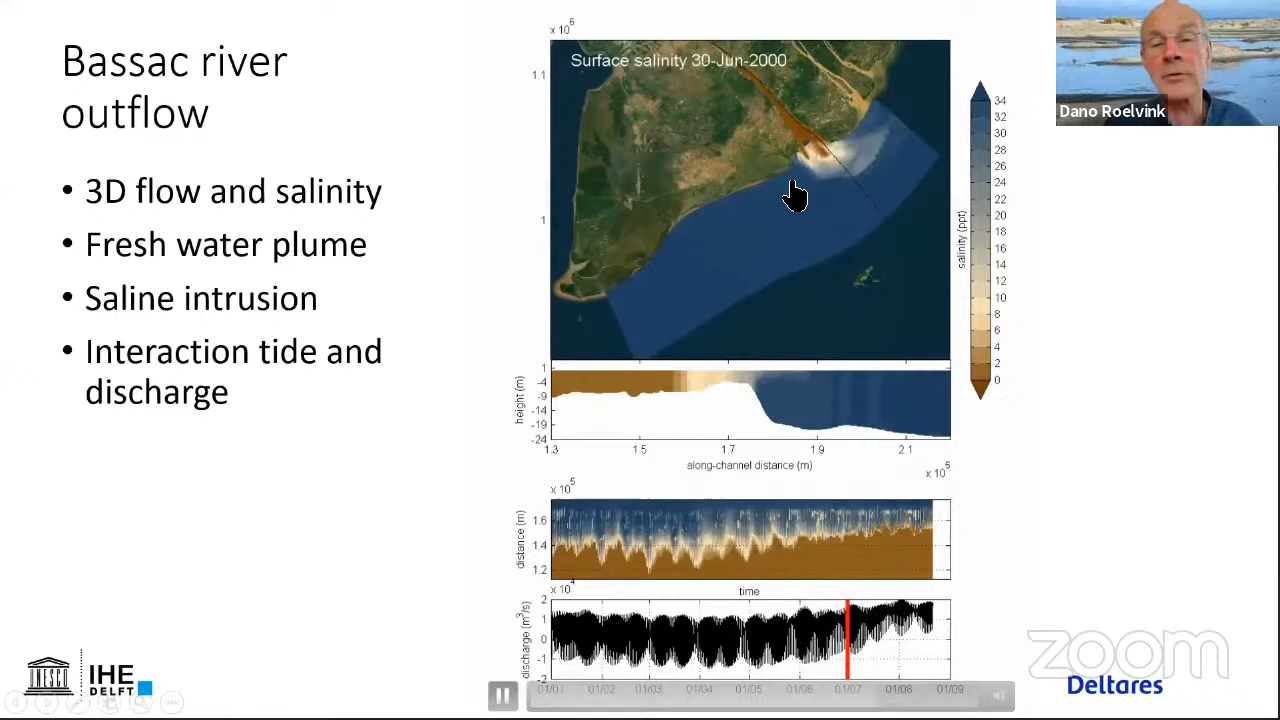 Bassac river
outflow
• 3D flow and salinity
• Fresh water plume
• Saline intrusion
• Interaction tide and
discharge
x 10^6
Surface salinity 30-Jun-2000
1.1
1
34
32
30
28
26
24
22
20
18
16
14
12
10
8
6
4
2
0
salinity (ppt)
Dano Roelvink
1
-4
-9
-14
-19
-24
height (m)
1.3 1.5 1.7 1.9 2.1
along-channel distance (m)
x 10^5
x 10^5
1.6
1.4
1.2
distance (m)
time
x 10^4
2
1
0
-1
discharge (m^3/s)
01/01 01/02 01/03 01/04 01/05 01/06 01/07 01/08 01/09
unesco
IHE
DELFT
zoom
Deltares